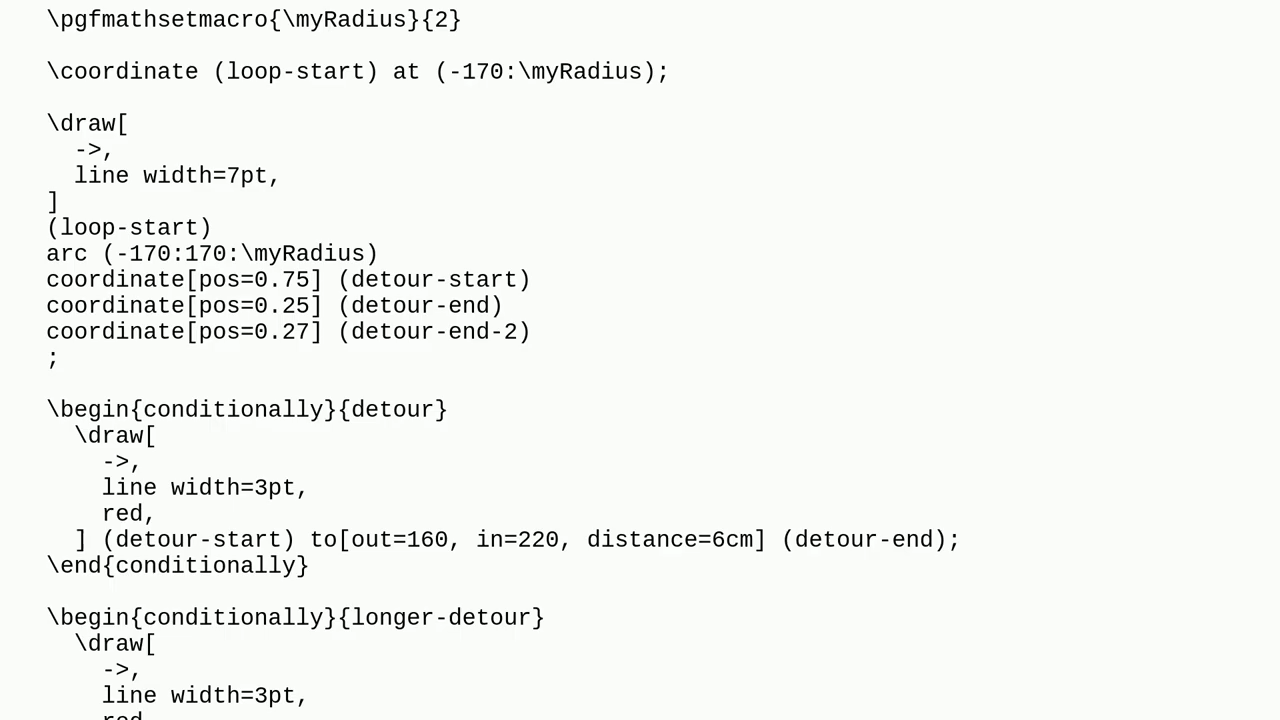 \pgfmathsetmacro{\myRadius}{2}
\coordinate (loop-start) at (-170:\myRadius);
\draw[
->,
line width=7pt,
]
(loop-start)
arc (-170:170:\myRadius)
coordinate[pos=0.75] (detour-start)
coordinate[pos=0.25] (detour-end)
coordinate[pos=0.27] (detour-end-2)
;
\begin{conditionally}{detour}
\draw[
->,
line width=3pt,
red,
] (detour-start) to[out=160, in=220, distance=6cm] (detour-end);
\end{conditionally}
\begin{conditionally}{longer-detour}
\draw[
->,
line width=3pt,
red